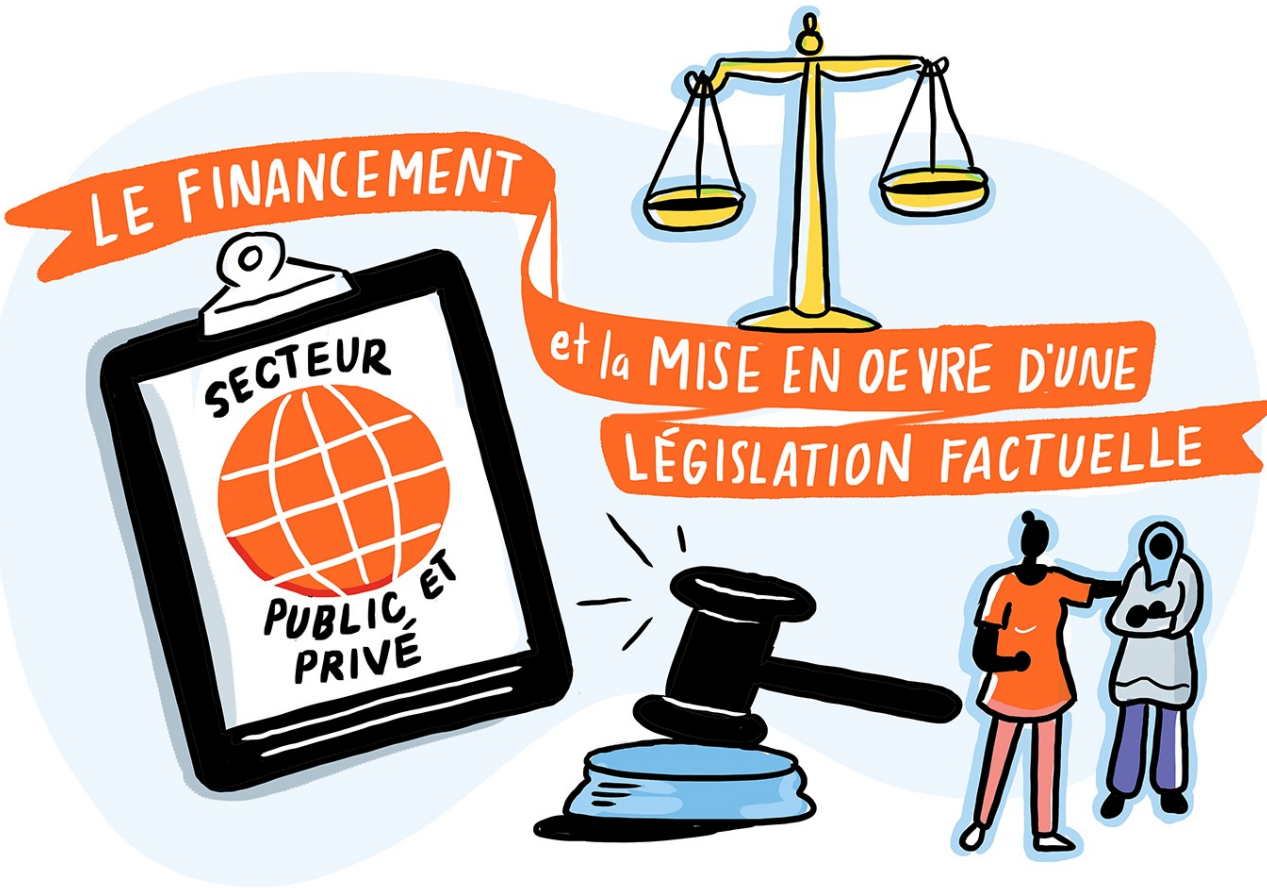 LE FINANCEMENT
et la MISE EN OEVRE D'UNE
LÉGISLATION FACTUELLE
SECTEUR
PUBLIC ET
PRIVÉ